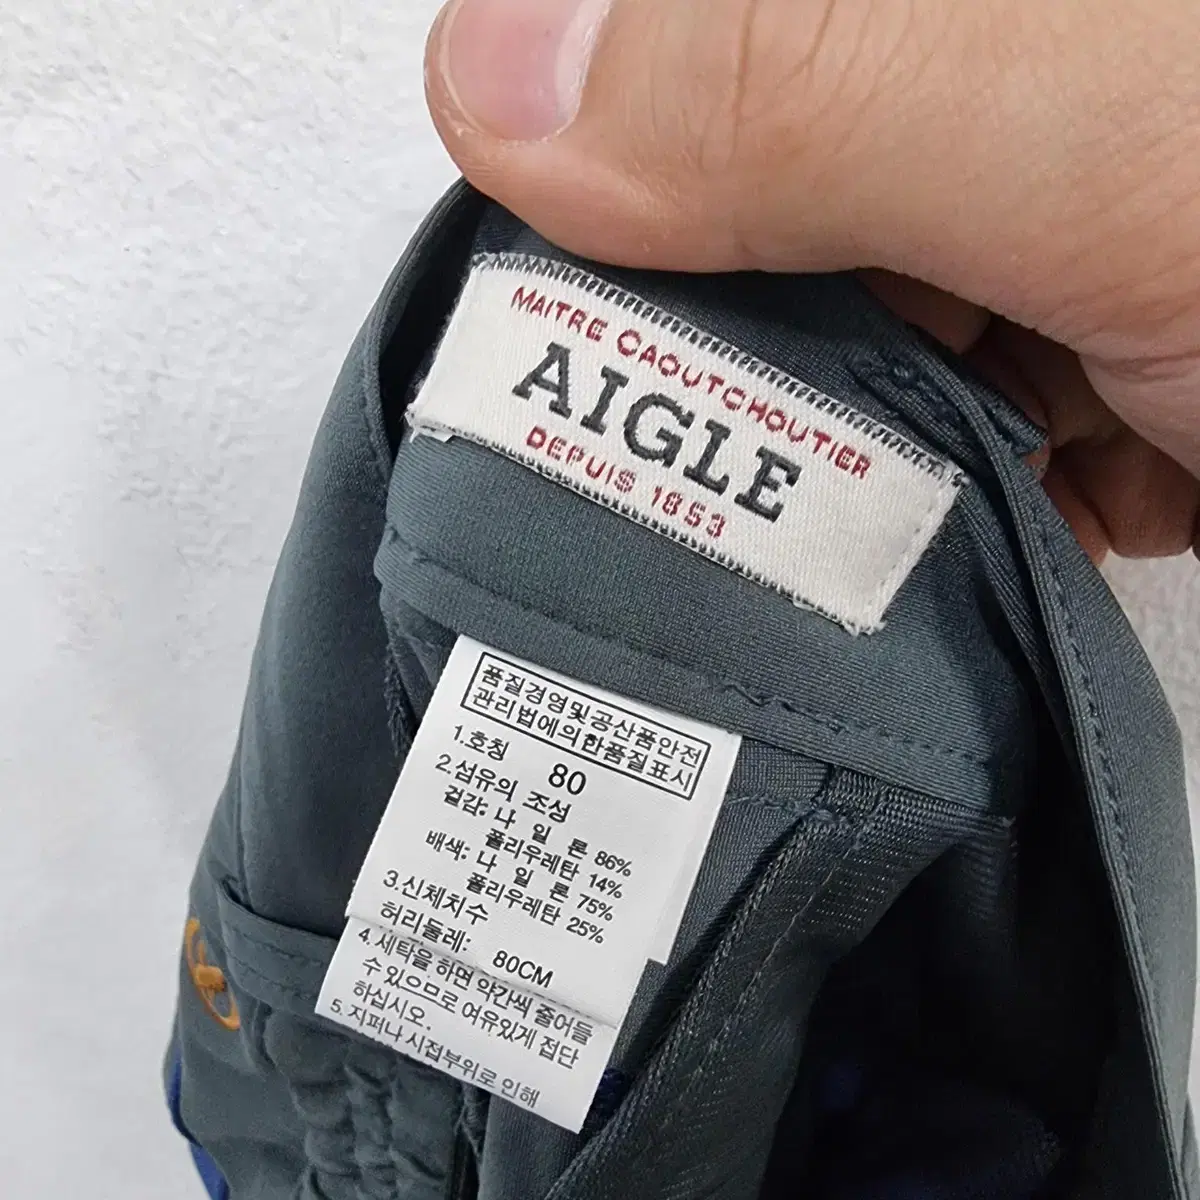 MAITRE CAOUTCHOUTIER
AIGLE
DEPUIS 1853
품질경영및공산품안전
관리법에의한품질표시
1.호칭 80
2.섬유의 조성
겉감: 나 일 론 86%
폴리우레탄 14%
배색: 나 일 론 75%
폴리우레탄 25%
3.신체치수
허리둘레: 80CM
4.세탁을 하면 약간씩 줄어들
수 있으므로 여유있게 접단
하십시오.
5.지퍼나 시접부위로 인해